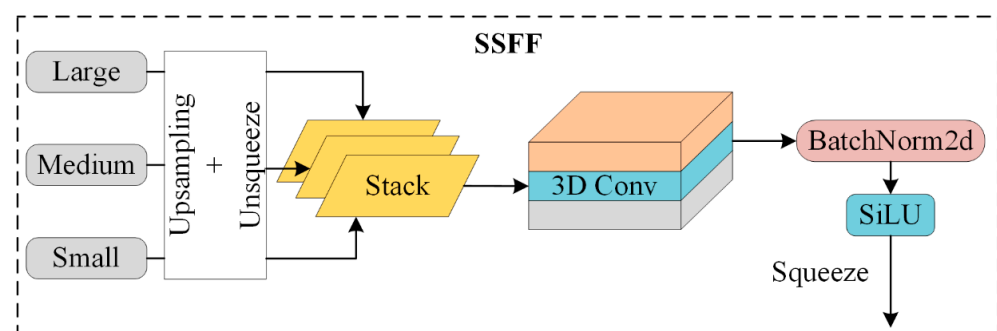 SSFF
Large
Medium
Small
Upsampling
+
Unsqueeze
Stack
3D Conv
BatchNorm2d
SiLU
Squeeze